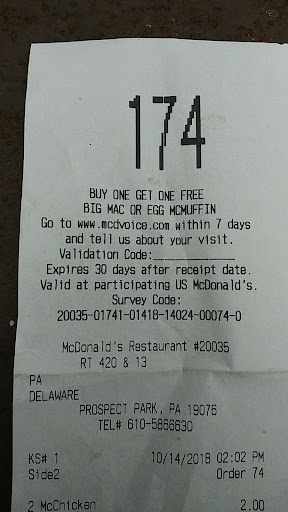 174
BUY ONE GET ONE FREE
BIG MAC OR EGG MCMUFFIN
Go to www.mcdvoice.com within 7 days
and tell us about your visit.
Validation Code:____________
Expires 30 days after receipt date.
Valid at participating US McDonald's.
Survey Code:
20035-01741-01418-14024-00074-0
McDonald's Restaurant #20035
RT 420 & 13
PA
DELAWARE
PROSPECT PARK, PA 19076
TEL# 610-5866630
KS# 1 10/14/2018 02:02 PM
Side2 Order 74
2 McChicken 2.00